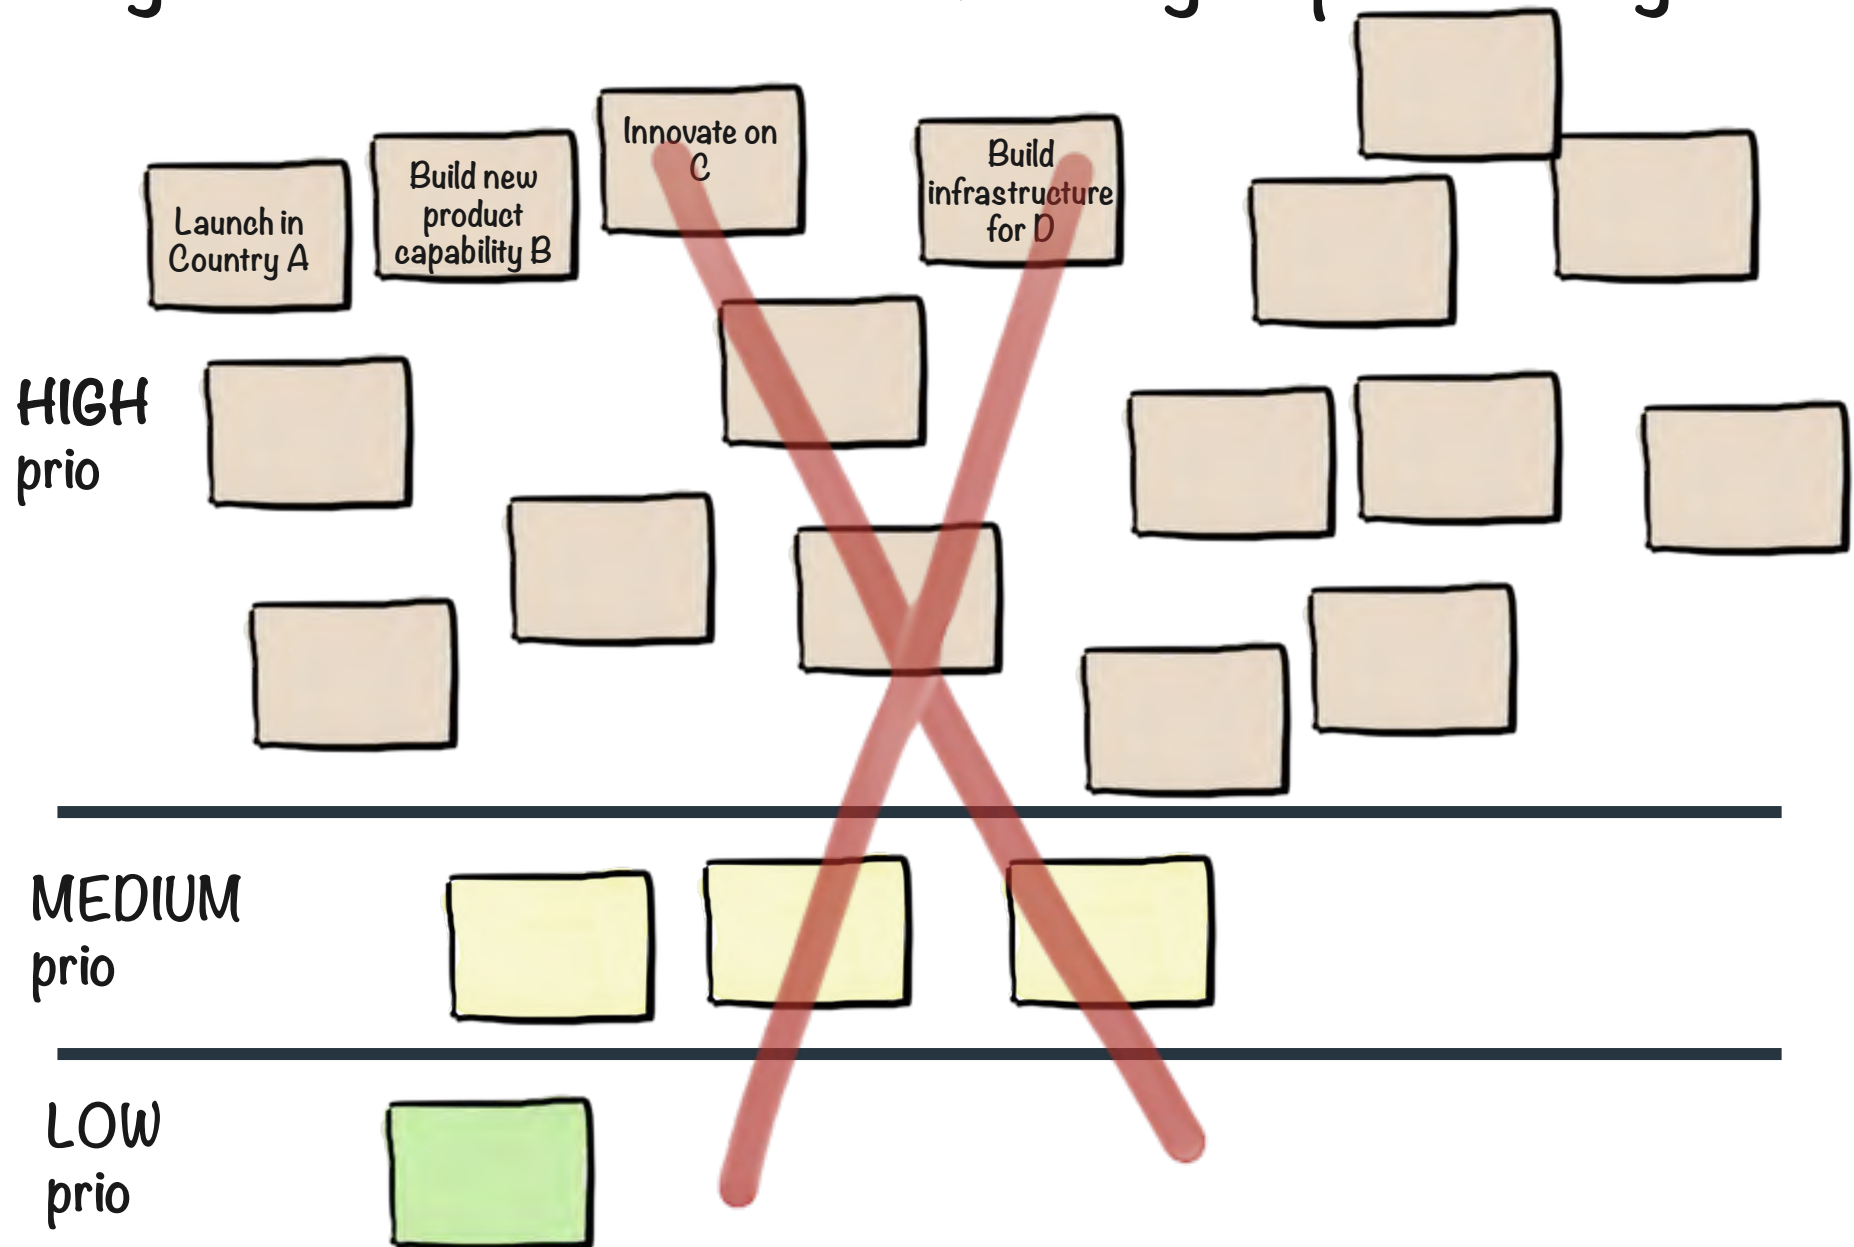 Launch in
Country A
Build new
product
capability B
Innovate on
C
Build
infrastructure
for D
HIGH
prio
MEDIUM
prio
LOW
prio